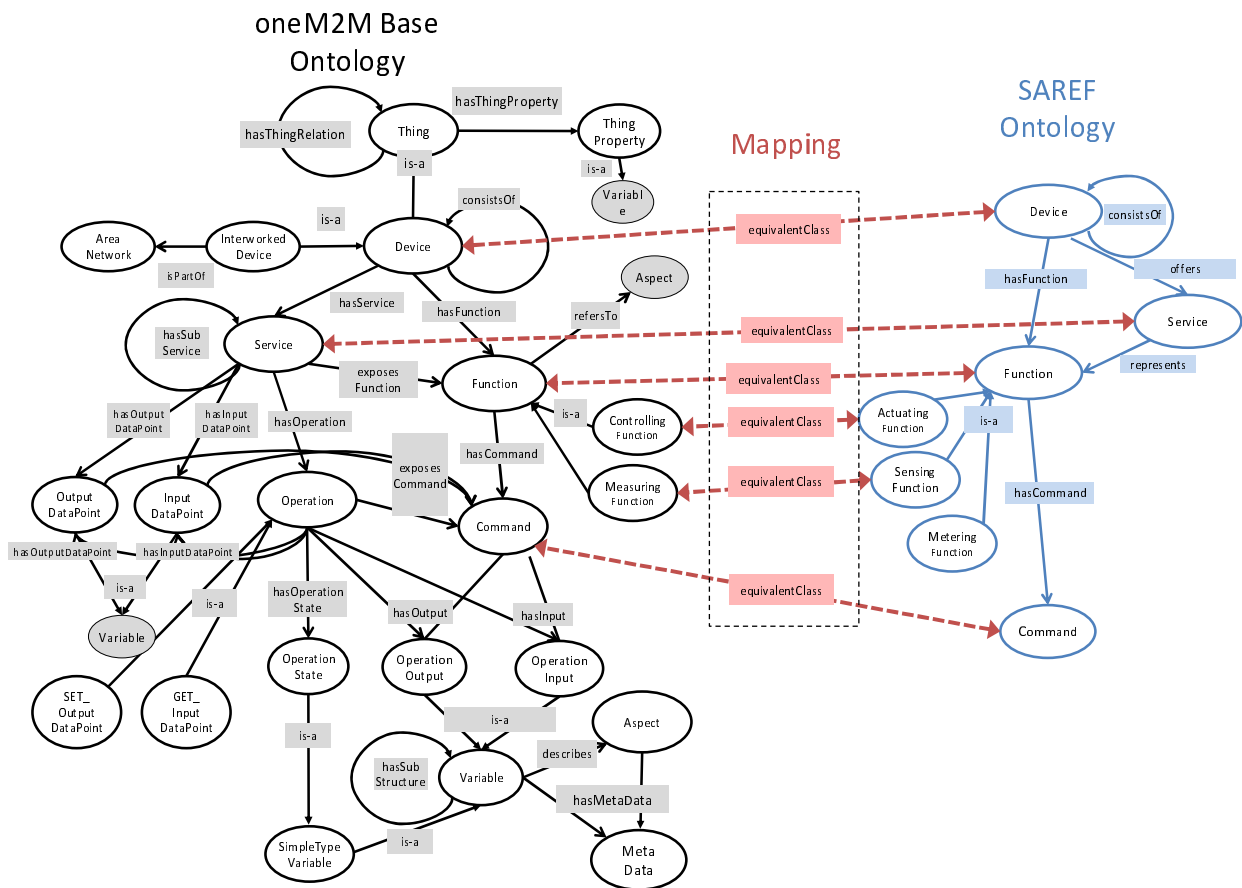 oneM2M Base
Ontology
SAREF
Ontology
Mapping
hasThingProperty
hasThingRelation
Thing
Thing
Property
is-a
is-a
Variabl
e
consistsOf
is-a
Area
Network
Interworked
Device
Device
isPartOf
equivalentClass
Device
consistsOf
Aspect
hasFunction
offers
hasService
hasFunction
refersTo
hasSub
Service
Service
equivalentClass
Service
exposes
Function
Function
equivalentClass
Function
represents
hasOutput
DataPoint
hasInput
DataPoint
hasOperation
is-a
Controlling
Function
equivalentClass
Actuating
Function
is-a
hasCommand
exposes
Command
Output
DataPoint
Input
DataPoint
Operation
Measuring
Function
equivalentClass
Sensing
Function
hasCommand
Command
Metering
Function
hasOutputDataPoint
hasInputDataPoint
is-a
is-a
hasOperation
State
hasOutput
hasInput
equivalentClass
Variable
Command
Operation
State
Operation
Output
Operation
Input
SET_
Output
DataPoint
GET_
Input
DataPoint
is-a
is-a
Aspect
describes
hasSub
Structure
Variable
hasMetaData
SimpleType
Variable
is-a
Meta
Data